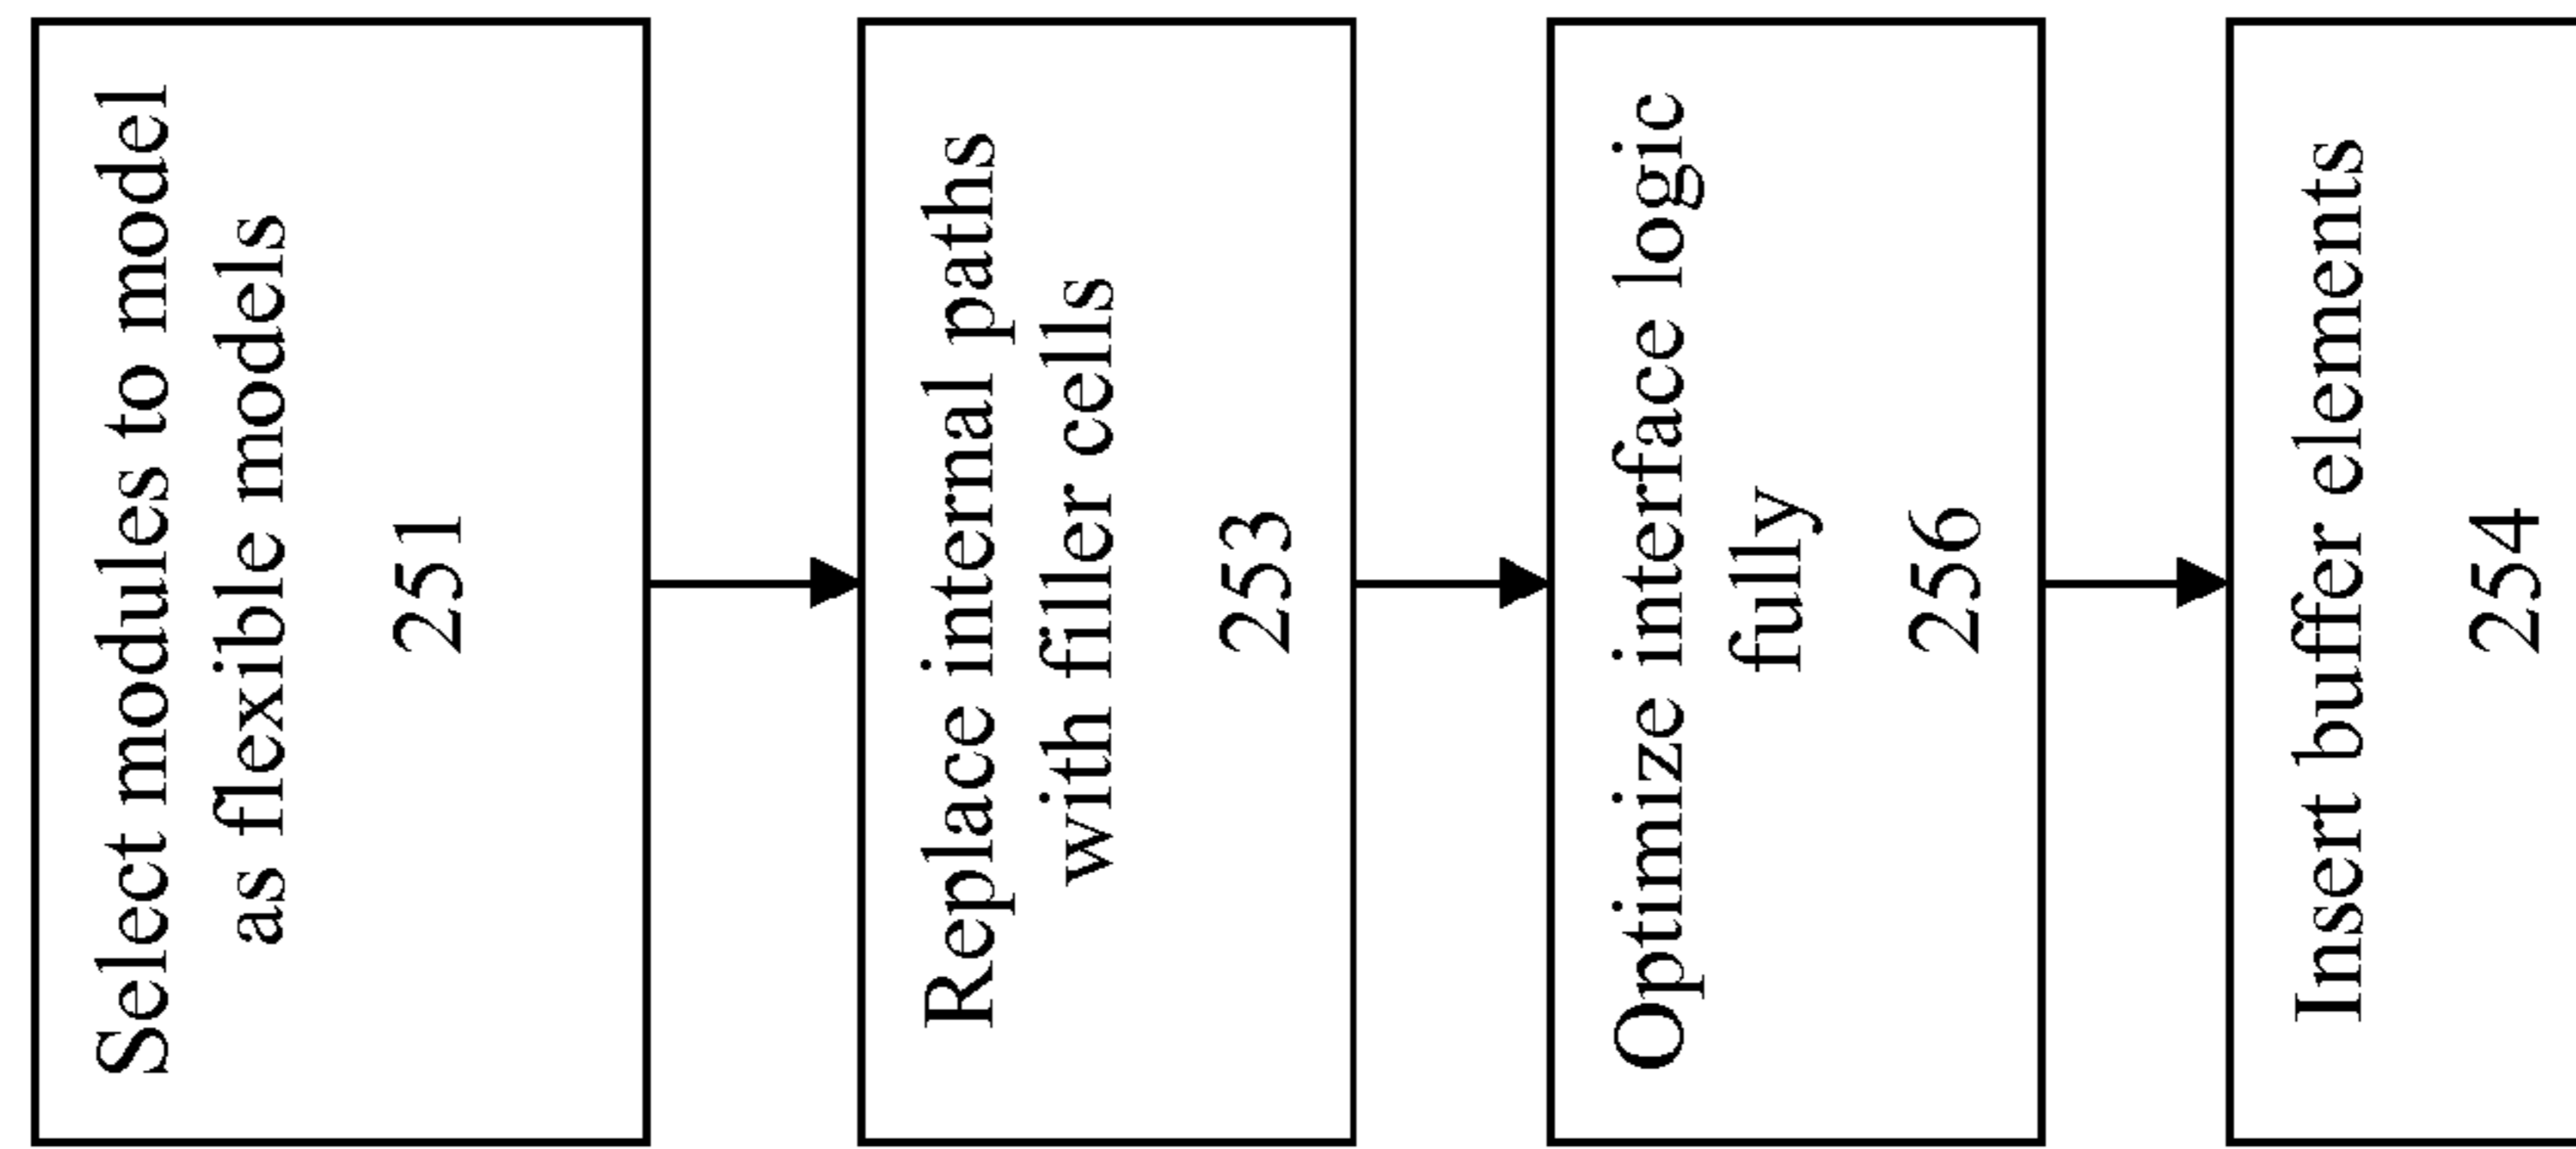 Select modules to model
as flexible models
251
Replace internal paths
with filler cells
253
Optimize interface logic
fully
256
Insert buffer elements
254